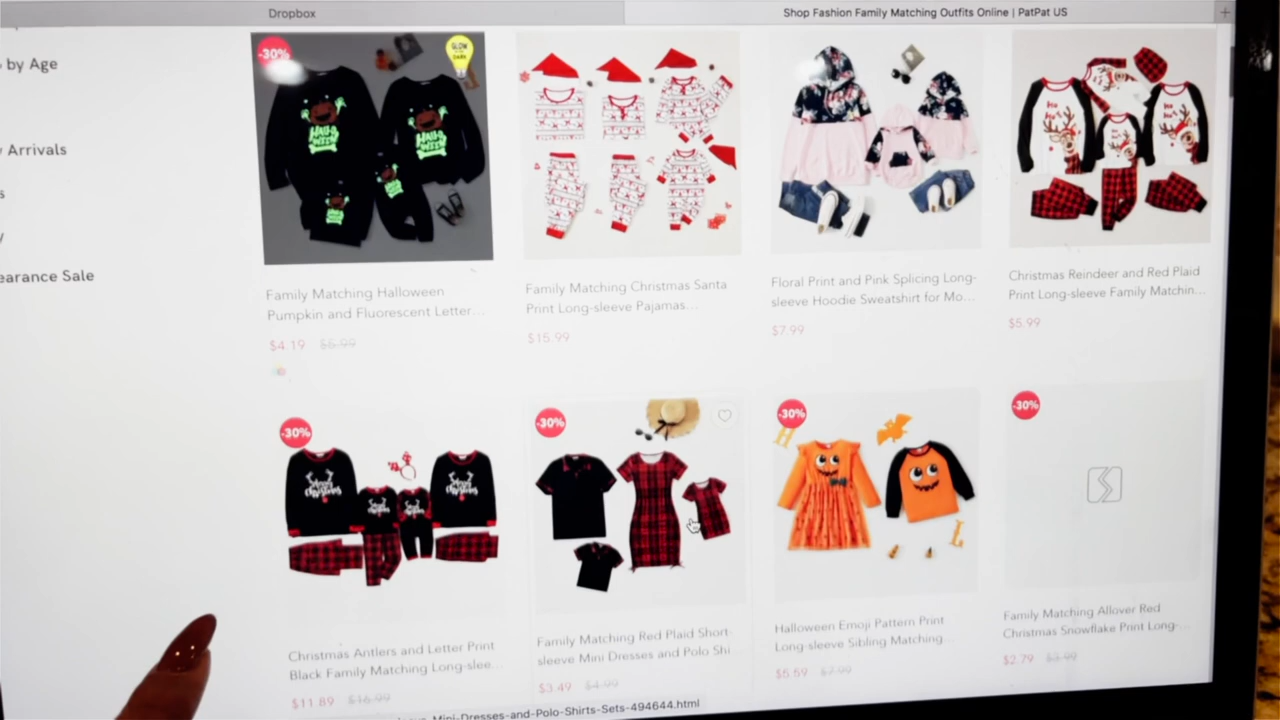 Dropbox
Shop Fashion Family Matching Outfits Online | PatPat US
by Age
Arrivals
earance Sale
-30%
GLOW
DARK
Family Matching Halloween
Pumpkin and Fluorescent Letter...
$4.19 $5.99
Family Matching Christmas Santa
Print Long-sleeve Pajamas...
$15.99
Floral Print and Pink Splicing Long-
sleeve Hoodie Sweatshirt for Mo...
$7.99
Christmas Reindeer and Red Plaid
Print Long-sleeve Family Matchin...
$5.99
-30%
Christmas Antlers and Letter Print
Black Family Matching Long-slee...
$11.89 $16.99
-30%
Family Matching Red Plaid Short-
sleeve Mini Dresses and Polo Shi
$3.49 $4.99
-30%
Halloween Emoji Pattern Print
Long-sleeve Sibling Matching...
$5.59 $7.99
-30%
Family Matching Allover Red
Christmas Snowflake Print Long-...
$2.79 $3.99
Mini-Dresses-and-Polo-Shirts-Sets-494644.html